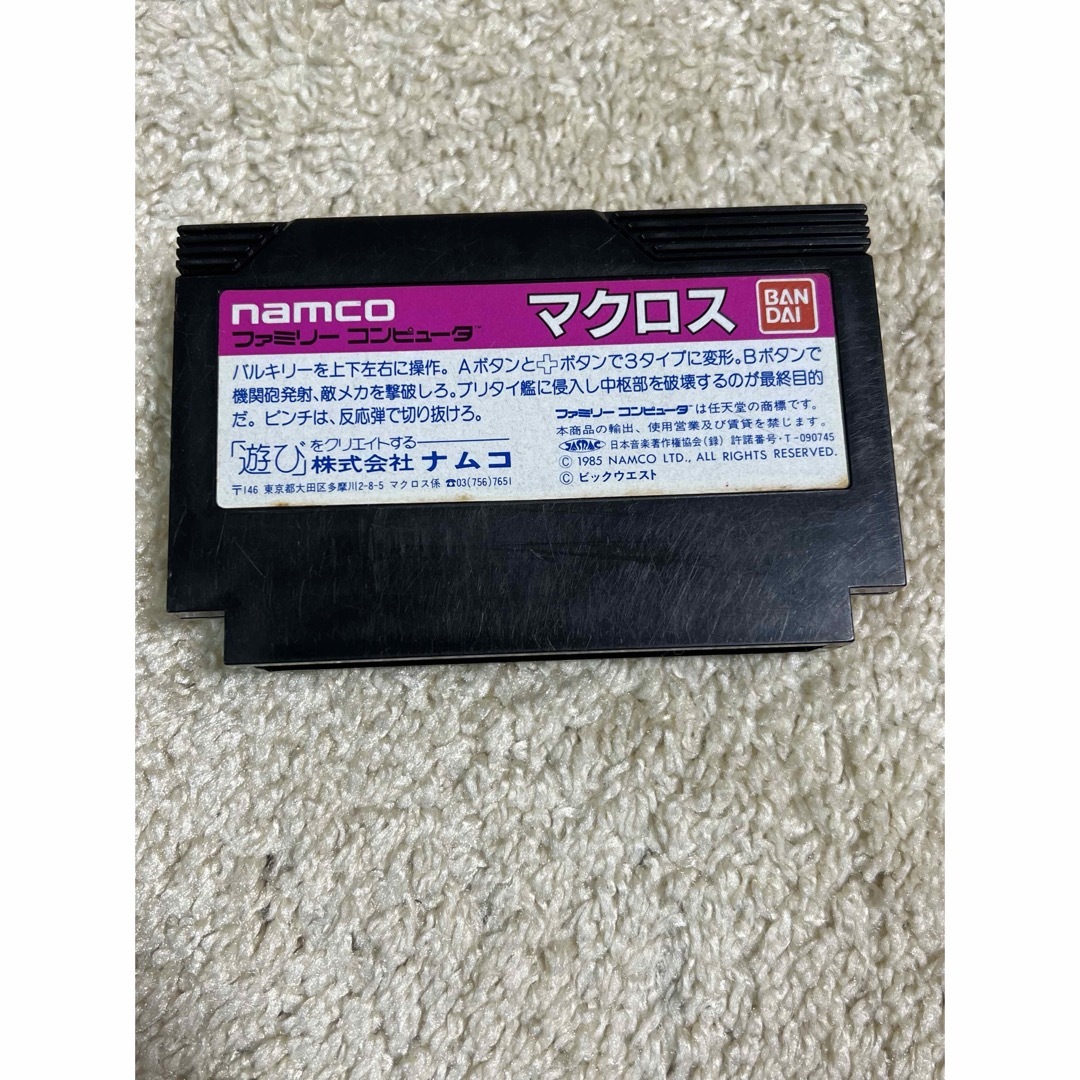 namco
ファミリー コンピュータ™
マクロス
BAN
DAI
バルキリーを上下左右に操作。Aボタンと✚ボタンで3タイプに変形。Bボタンで
機関砲発射、敵メカを撃破しろ。ブリタイ艦に侵入し中枢部を破壊するのが最終目的
だ。ピンチは、反応弾で切り抜けろ。
「遊び」をクリエイトする
株式会社 ナムコ
〒146 東京都大田区多摩川2-8-5 マクロス係 ☎03(756)7651
ファミリー コンピュータ™は任天堂の商標です。
本商品の輸出、使用営業及び賃貸を禁じます。
JASRAC 日本音楽著作権協会(録) 許諾番号・T-090745
© 1985 NAMCO LTD., ALL RIGHTS RESERVED.
© ビックウエスト